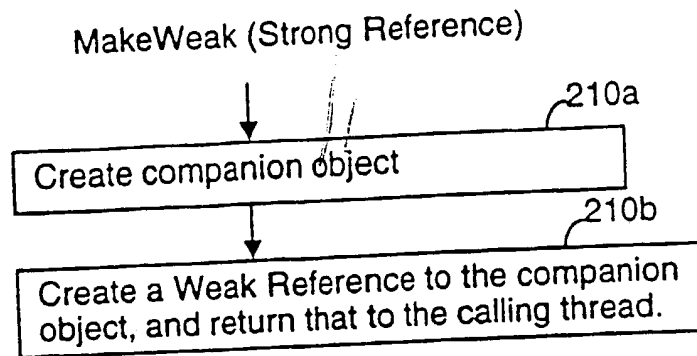 MakeWeak (Strong Reference)
210a
Create companion object
210b
Create a Weak Reference to the companion
object, and return that to the calling thread.